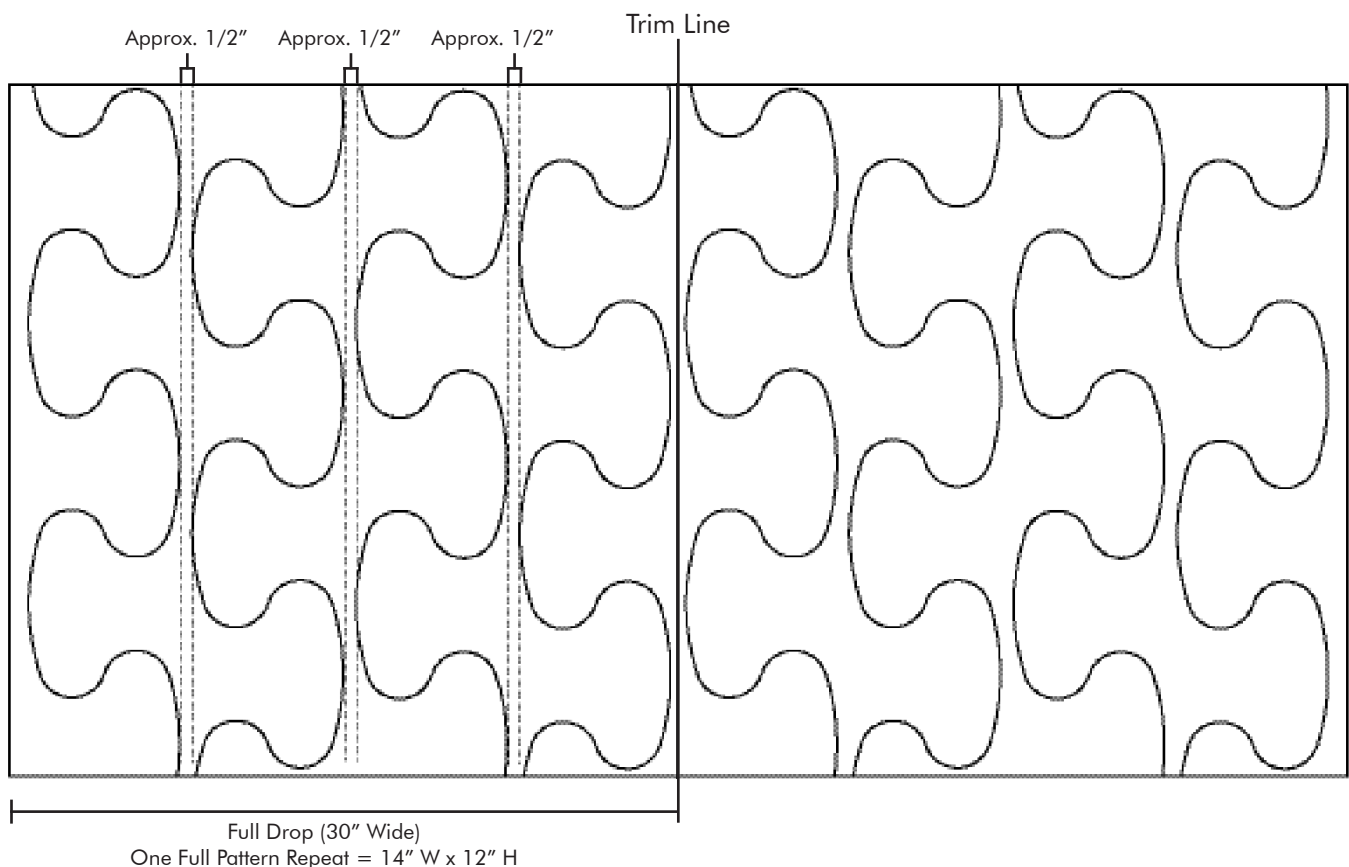 Trim Line
Approx. 1/2” Approx. 1/2” Approx. 1/2”
Full Drop (30” Wide)
One Full Pattern Repeat = 14” W x 12” H